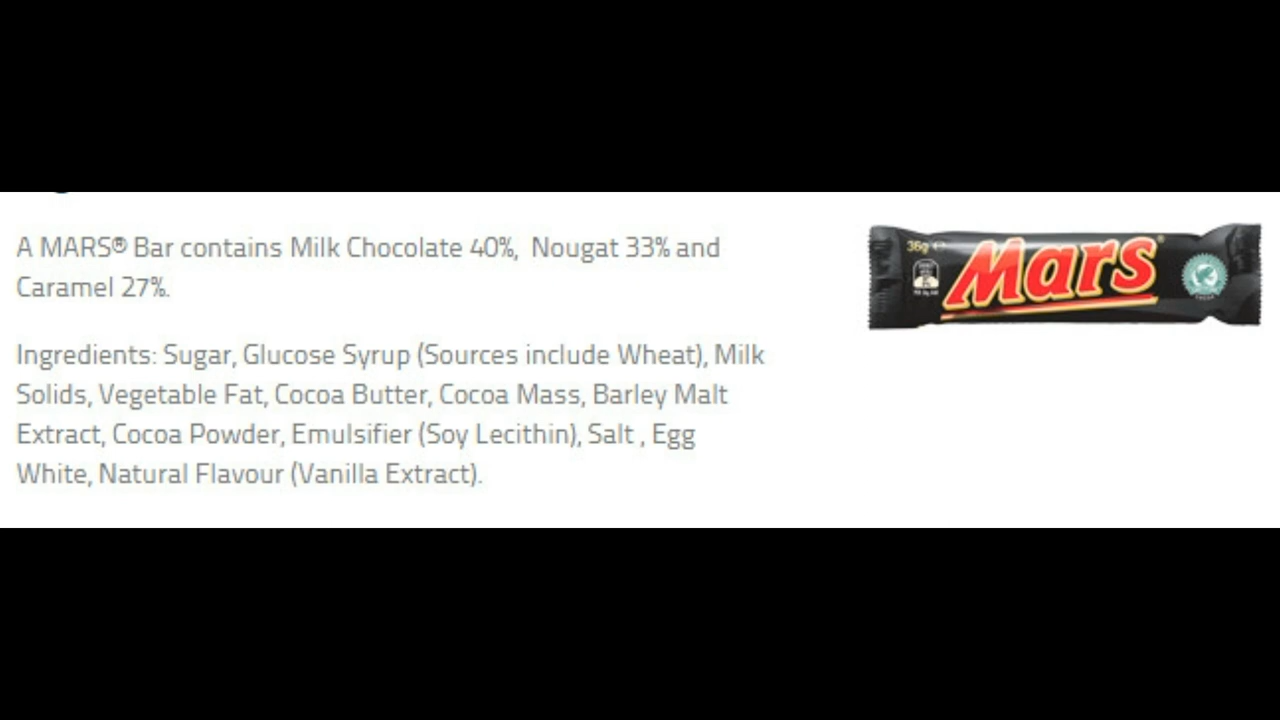 A MARS® Bar contains Milk Chocolate 40%,  Nougat 33% and
Caramel 27%.
Ingredients: Sugar, Glucose Syrup (Sources include Wheat), Milk
Solids, Vegetable Fat, Cocoa Butter, Cocoa Mass, Barley Malt
Extract, Cocoa Powder, Emulsifier (Soy Lecithin), Salt , Egg
White, Natural Flavour (Vanilla Extract).
36g e
Mars®